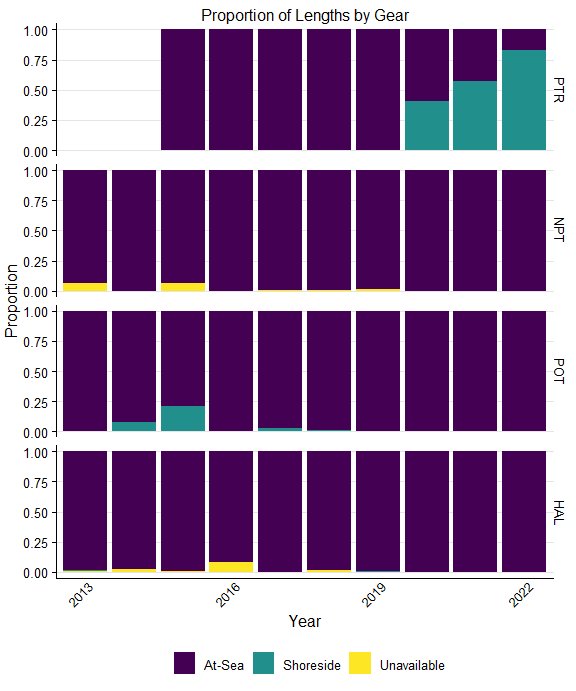 Proportion of Lengths by Gear
1.00
0.75
0.50
0.25
0.00
PTR
1.00
0.75
0.50
0.25
0.00
NPT
1.00
0.75
0.50
0.25
0.00
POT
1.00
0.75
0.50
0.25
0.00
HAL
Proportion
2013 2016 2019 2022
Year
At-Sea Shoreside Unavailable